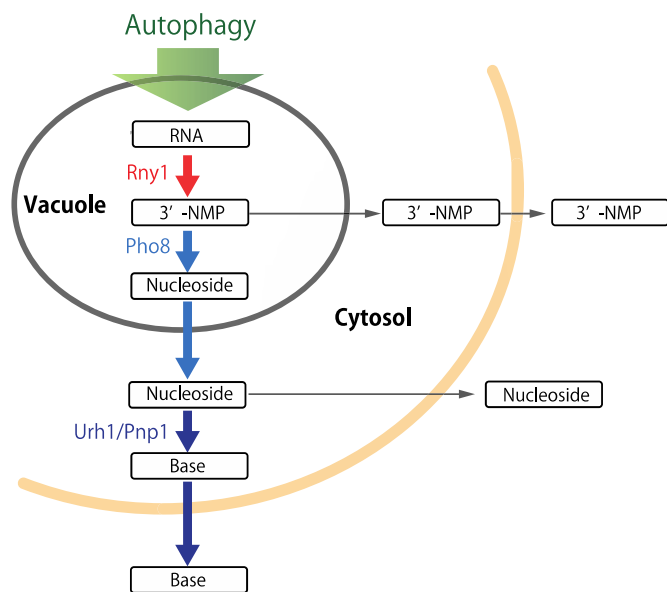 Autophagy
RNA
Rny1
Vacuole
3’ -NMP
3’ -NMP
3’ -NMP
Pho8
Nucleoside
Cytosol
Nucleoside
Nucleoside
Urh1/Pnp1
Base
Base